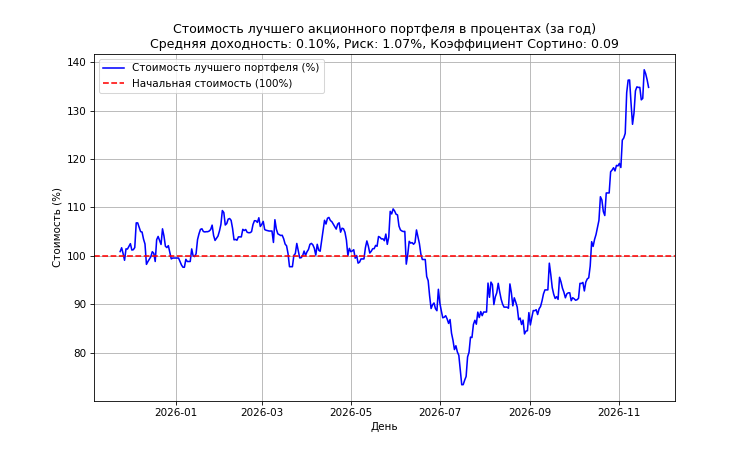 Стоимость лучшего акционного портфеля в процентах (за год)
Средняя доходность: 0.10%, Риск: 1.07%, Коэффициент Сортино: 0.09
Стоимость лучшего портфеля (%)
Начальная стоимость (100%)
Стоимость (%)
140
130
120
110
100
90
80
2026-01
2026-03
2026-05
2026-07
2026-09
2026-11
День